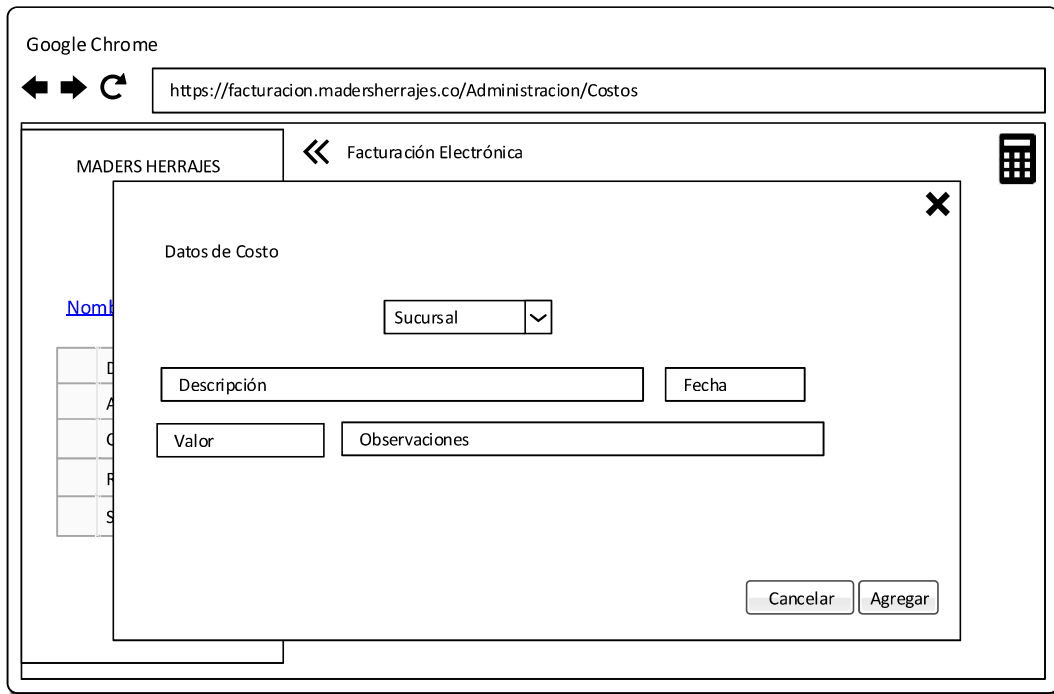 Google Chrome
https://facturacion.madersherrajes.co/Administracion/Costos
MADERS HERRAJES
Facturación Electrónica
Datos de Costo
Nomb
Sucursal
D
A
C
R
S
Descripción
Fecha
Valor
Observaciones
Cancelar
Agregar